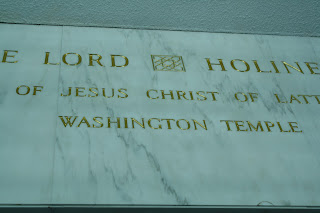 E LORD HOLINE
OF JESUS CHRIST OF LATT
WASHINGTON TEMPLE